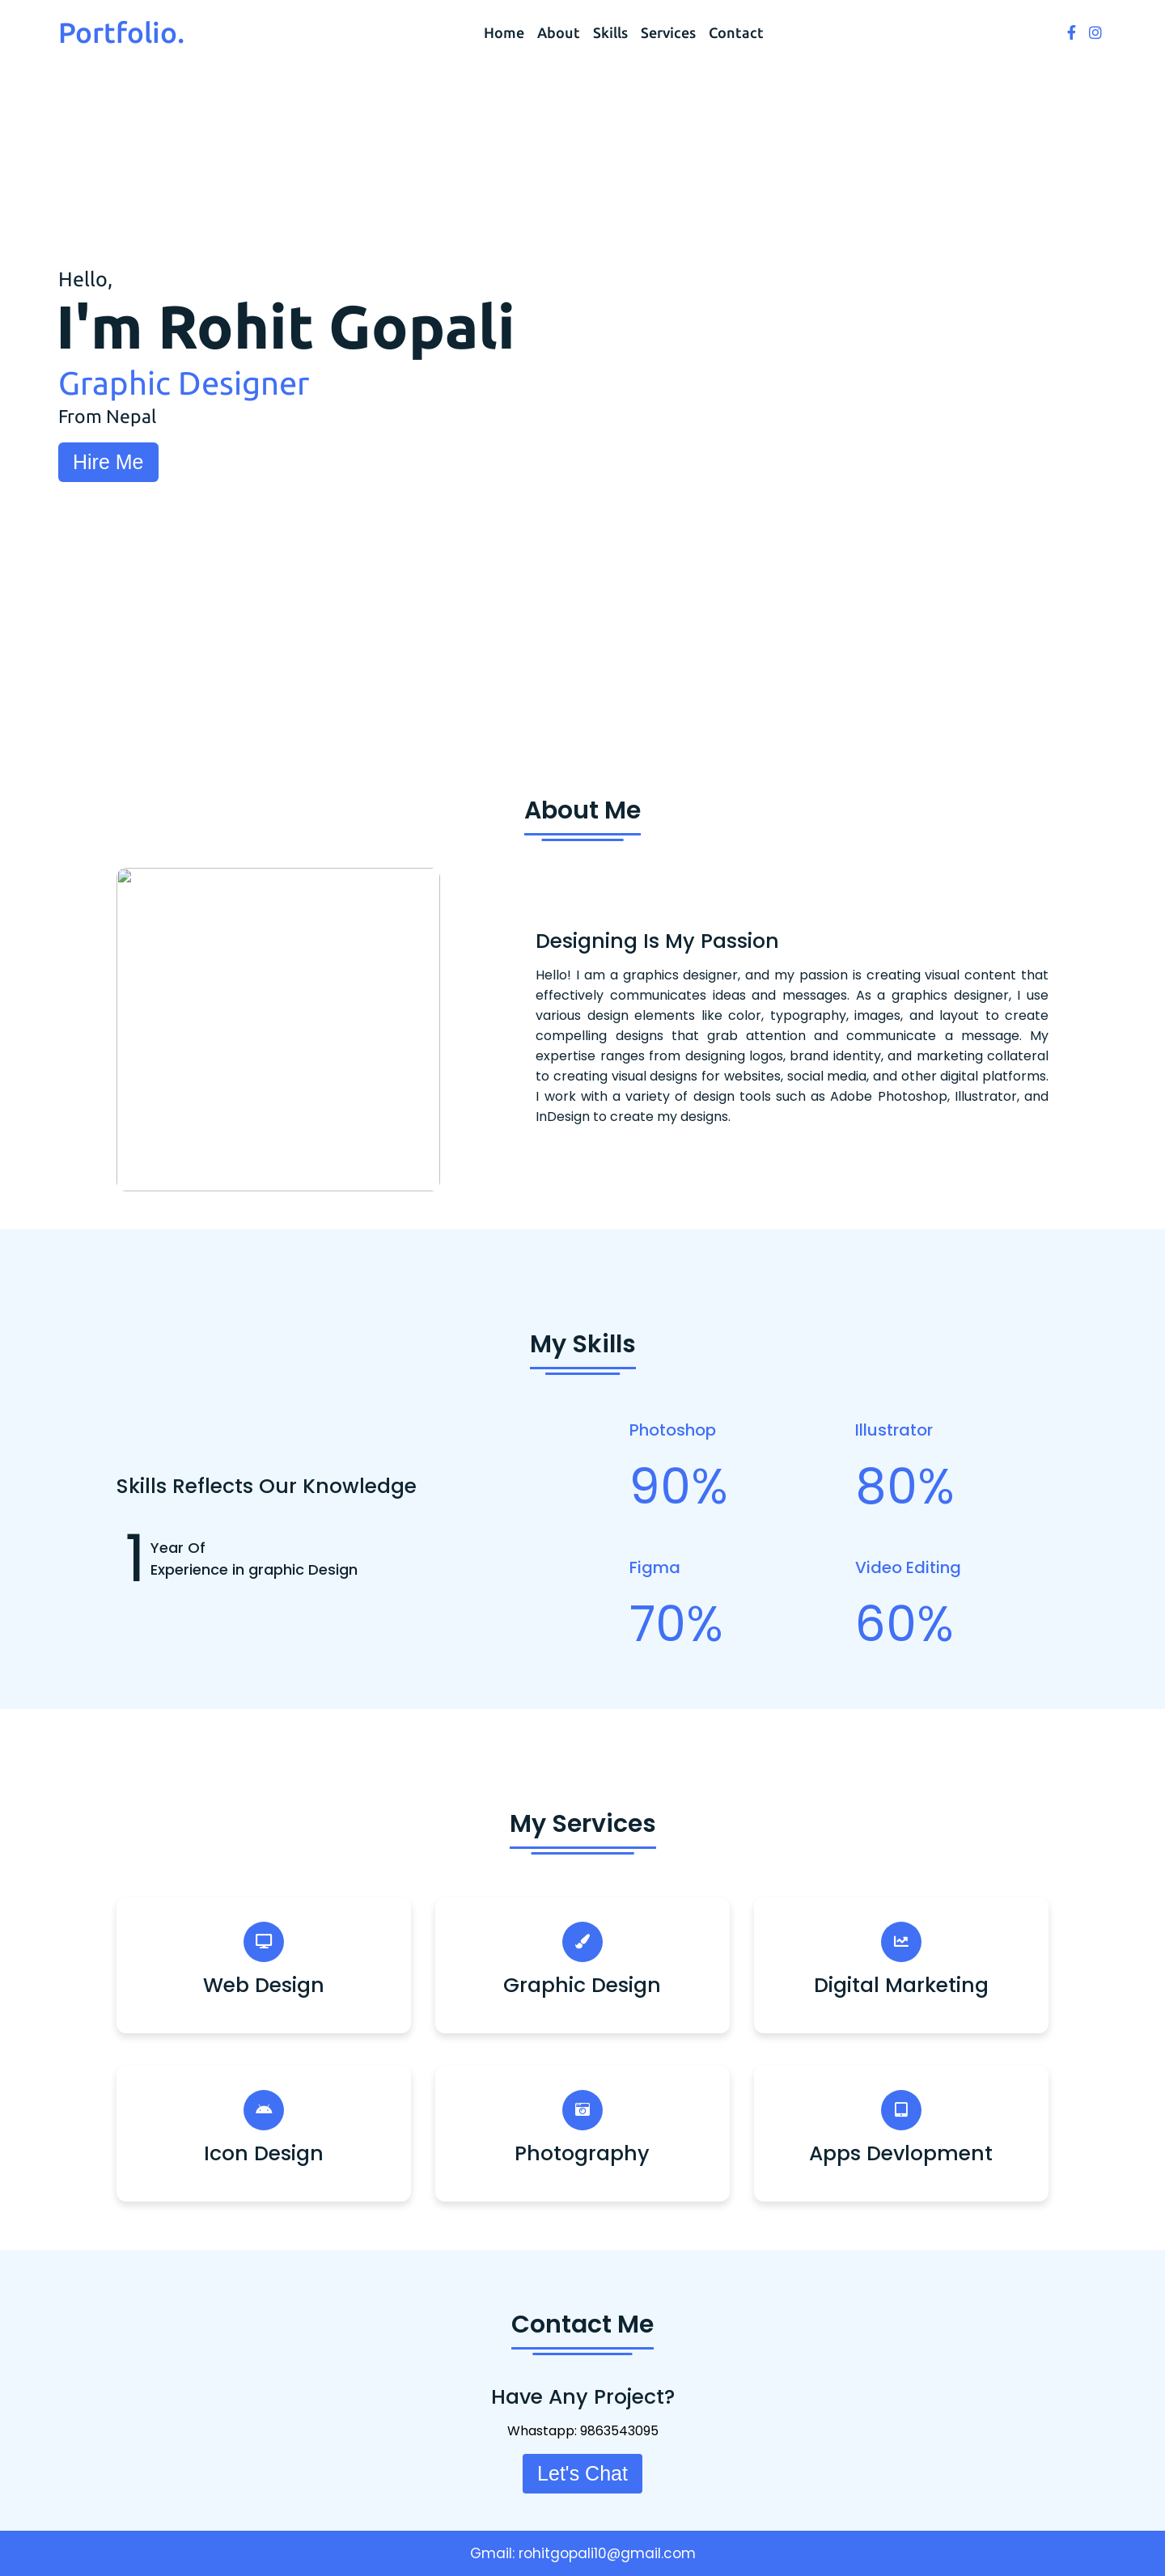 Portfolio.
Home About Skills Services Contact
Hello,
I'm Rohit Gopali
Graphic Designer
From Nepal
Hire Me
About Me
Designing Is My Passion
Hello! I am a graphics designer, and my passion is creating visual content that
effectively communicates ideas and messages. As a graphics designer, I use
various design elements like color, typography, images, and layout to create
compelling designs that grab attention and communicate a message. My
expertise ranges from designing logos, brand identity, and marketing collateral
to creating visual designs for websites, social media, and other digital platforms.
I work with a variety of design tools such as Adobe Photoshop, Illustrator, and
InDesign to create my designs.
My Skills
Skills Reflects Our Knowledge
1
Year Of
Experience in graphic Design
Photoshop
90%
Illustrator
80%
Figma
70%
Video Editing
60%
My Services
Web Design
Graphic Design
Digital Marketing
Icon Design
Photography
Apps Devlopment
Contact Me
Have Any Project?
Whastapp: 9863543095
Let's Chat
Gmail: rohitgopali10@gmail.com